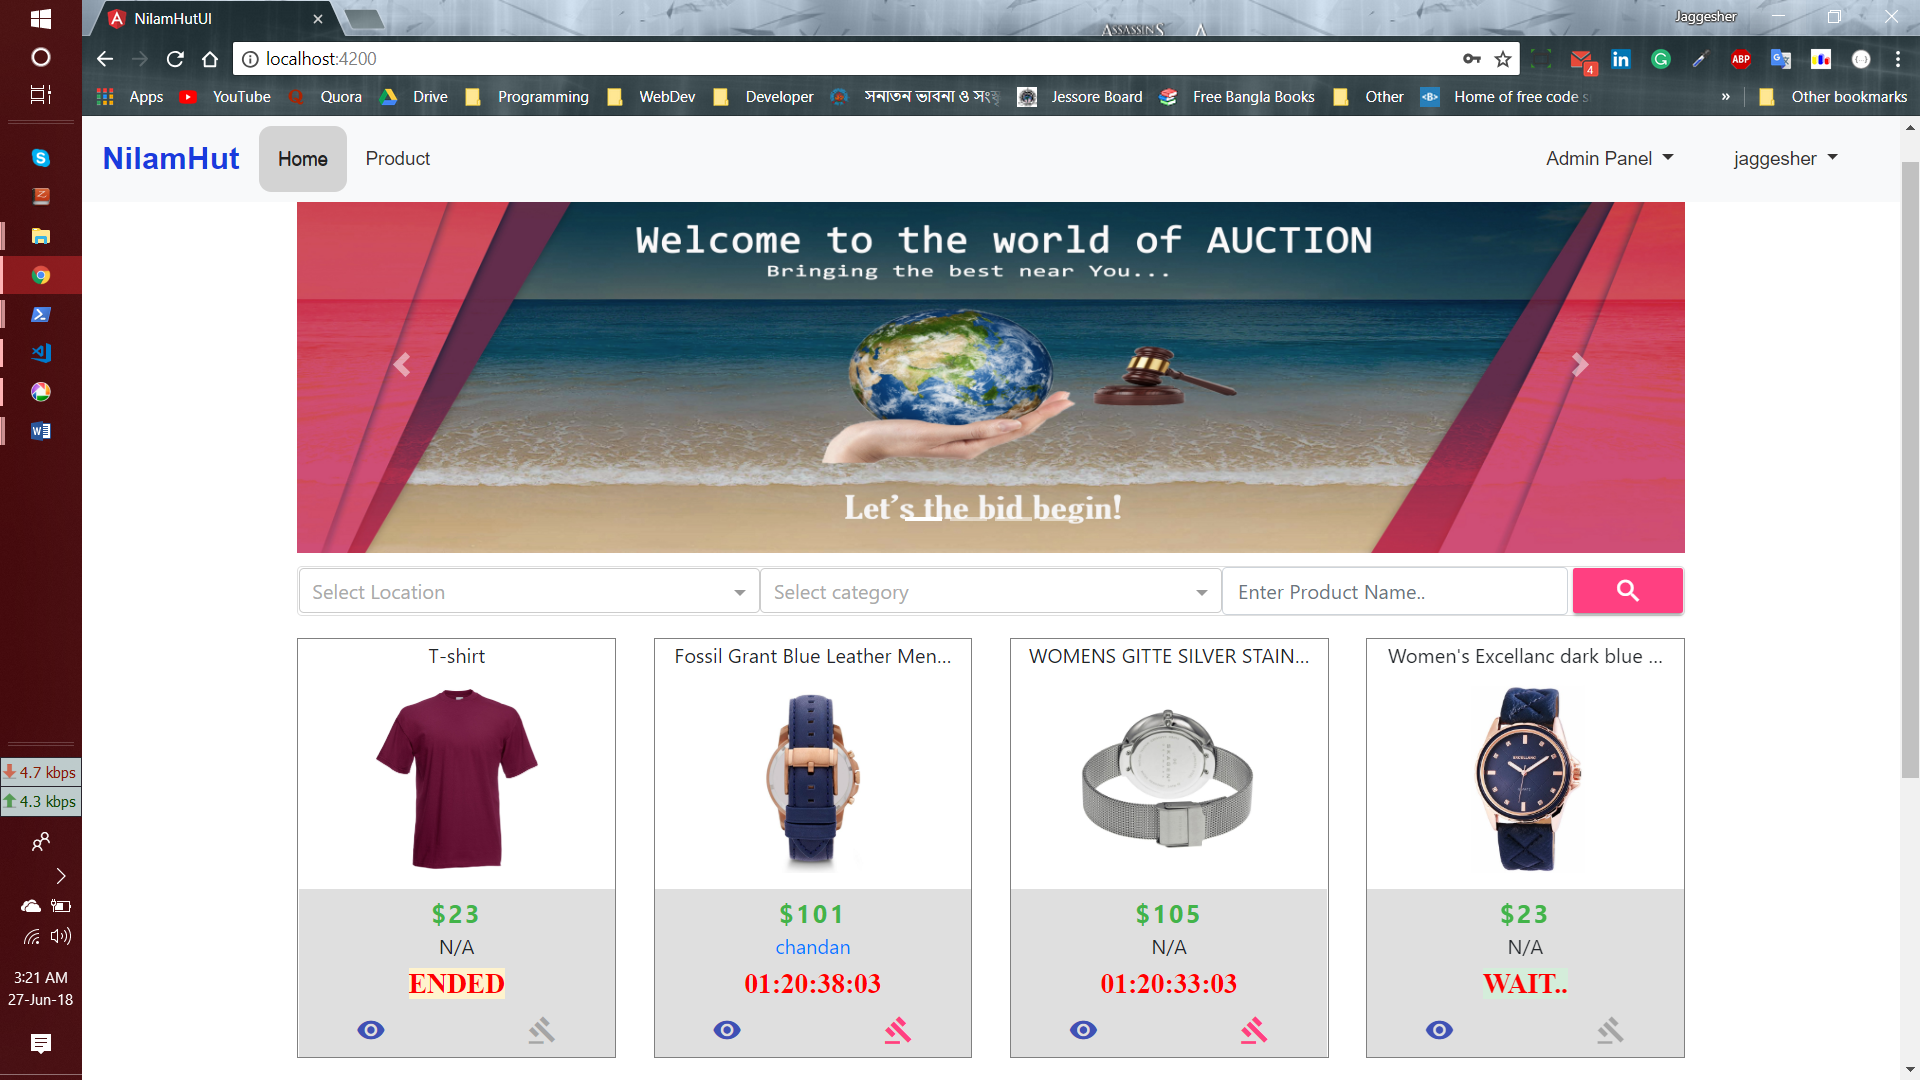 NilamHutUI
ASSASSINS A
Jaggesher
localhost:4200
4
ABP
Apps YouTube Quora Drive Programming WebDev Developer সনাতন ভাবনা ও সংস্কৃ Jessore Board Free Bangla Books Other Home of free code s » Other bookmarks
NilamHut Home Product Admin Panel jaggesher
Welcome to the world of AUCTION
Bringing the best near You...
Let's the bid begin!
Select Location Select category Enter Product Name..
T-shirt
$23
N/A
ENDED
Fossil Grant Blue Leather Men...
$101
chandan
01:20:38:03
WOMENS GITTE SILVER STAIN...
$105
N/A
01:20:33:03
Women's Excellanc dark blue ...
EXCELLANC
$23
N/A
WAIT..
4.7 kbps
4.3 kbps
3:21 AM
27-Jun-18